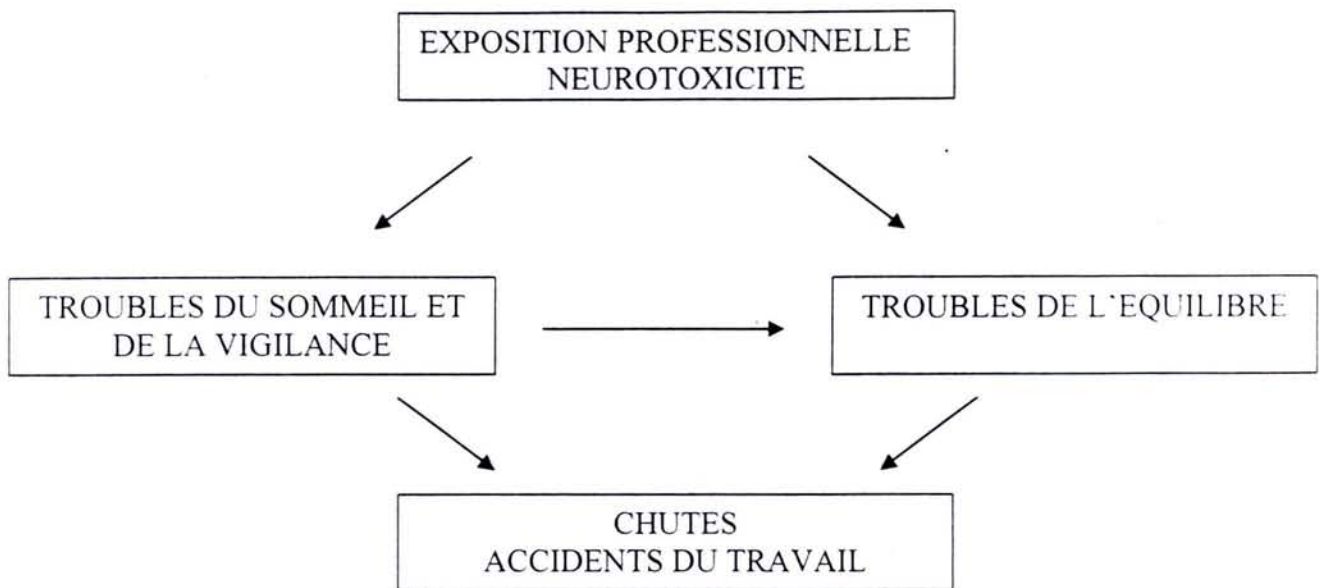 EXPOSITION PROFESSIONNELLE
NEUROTOXICITE
TROUBLES DU SOMMEIL ET
DE LA VIGILANCE
TROUBLES DE L'EQUILIBRE
CHUTES
ACCIDENTS DU TRAVAIL